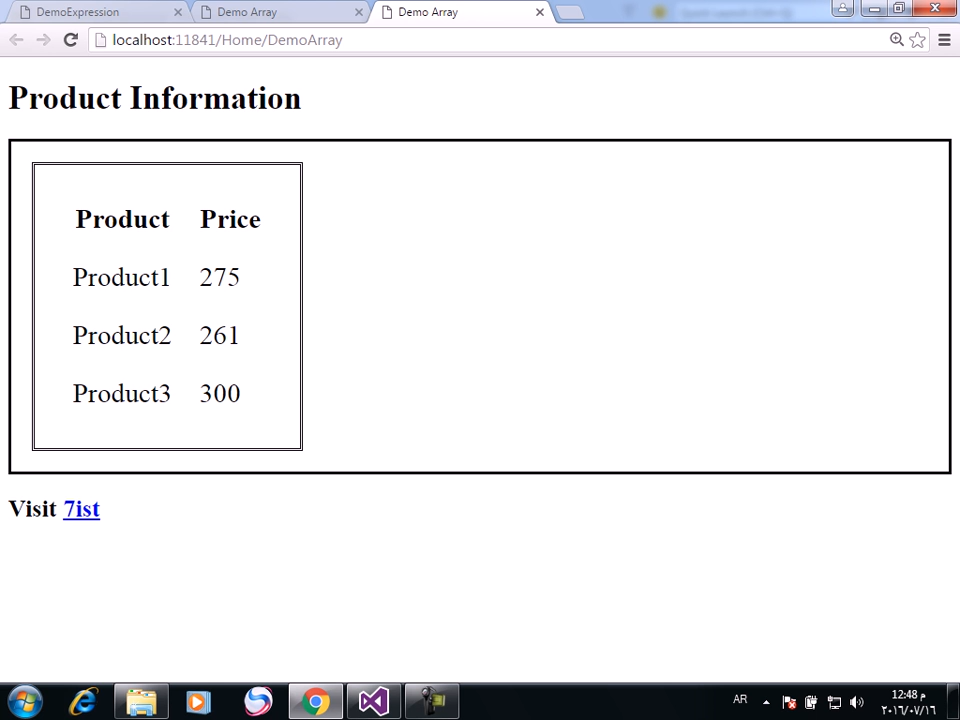 DemoExpression
Demo Array
Demo Array
localhost:11841/Home/DemoArray
Product Information
Product Price
Product1 275
Product2 261
Product3 300
Visit 7ist
AR
12:48 م
٢٠١٦/٠٧/١٦